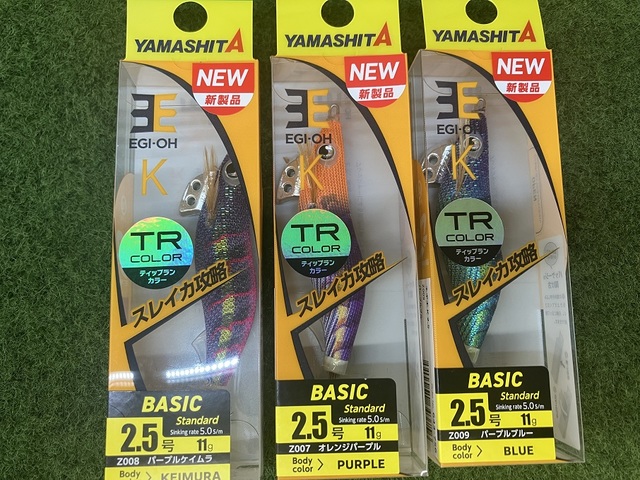 YAMASHITA
NEW
新製品
EGI-OH
K
TR
COLOR
ティップラン
カラー
スレイカ攻略
BASIC
Standard
2.5号
Sinking rate 5.0 s/m
11g
Z008 パープルケイムラ
Body
color > KEIMURA
YAMASHITA
NEW
新製品
EGI-OH
K
TR
COLOR
ティップラン
カラー
スレイカ攻略
BASIC
Standard
2.5号
Sinking rate 5.0 s/m
11g
Z007 オレンジパープル
Body
color > PURPLE
YAMASHITA
NEW
新製品
EGI-O
K
TR
COLOR
ティップラン
カラー
スレイカ攻略
BASIC
Standard
2.5号
Sinking rate 5.0 s/m
11g
Z009 パープルブルー
Body
color > BLUE